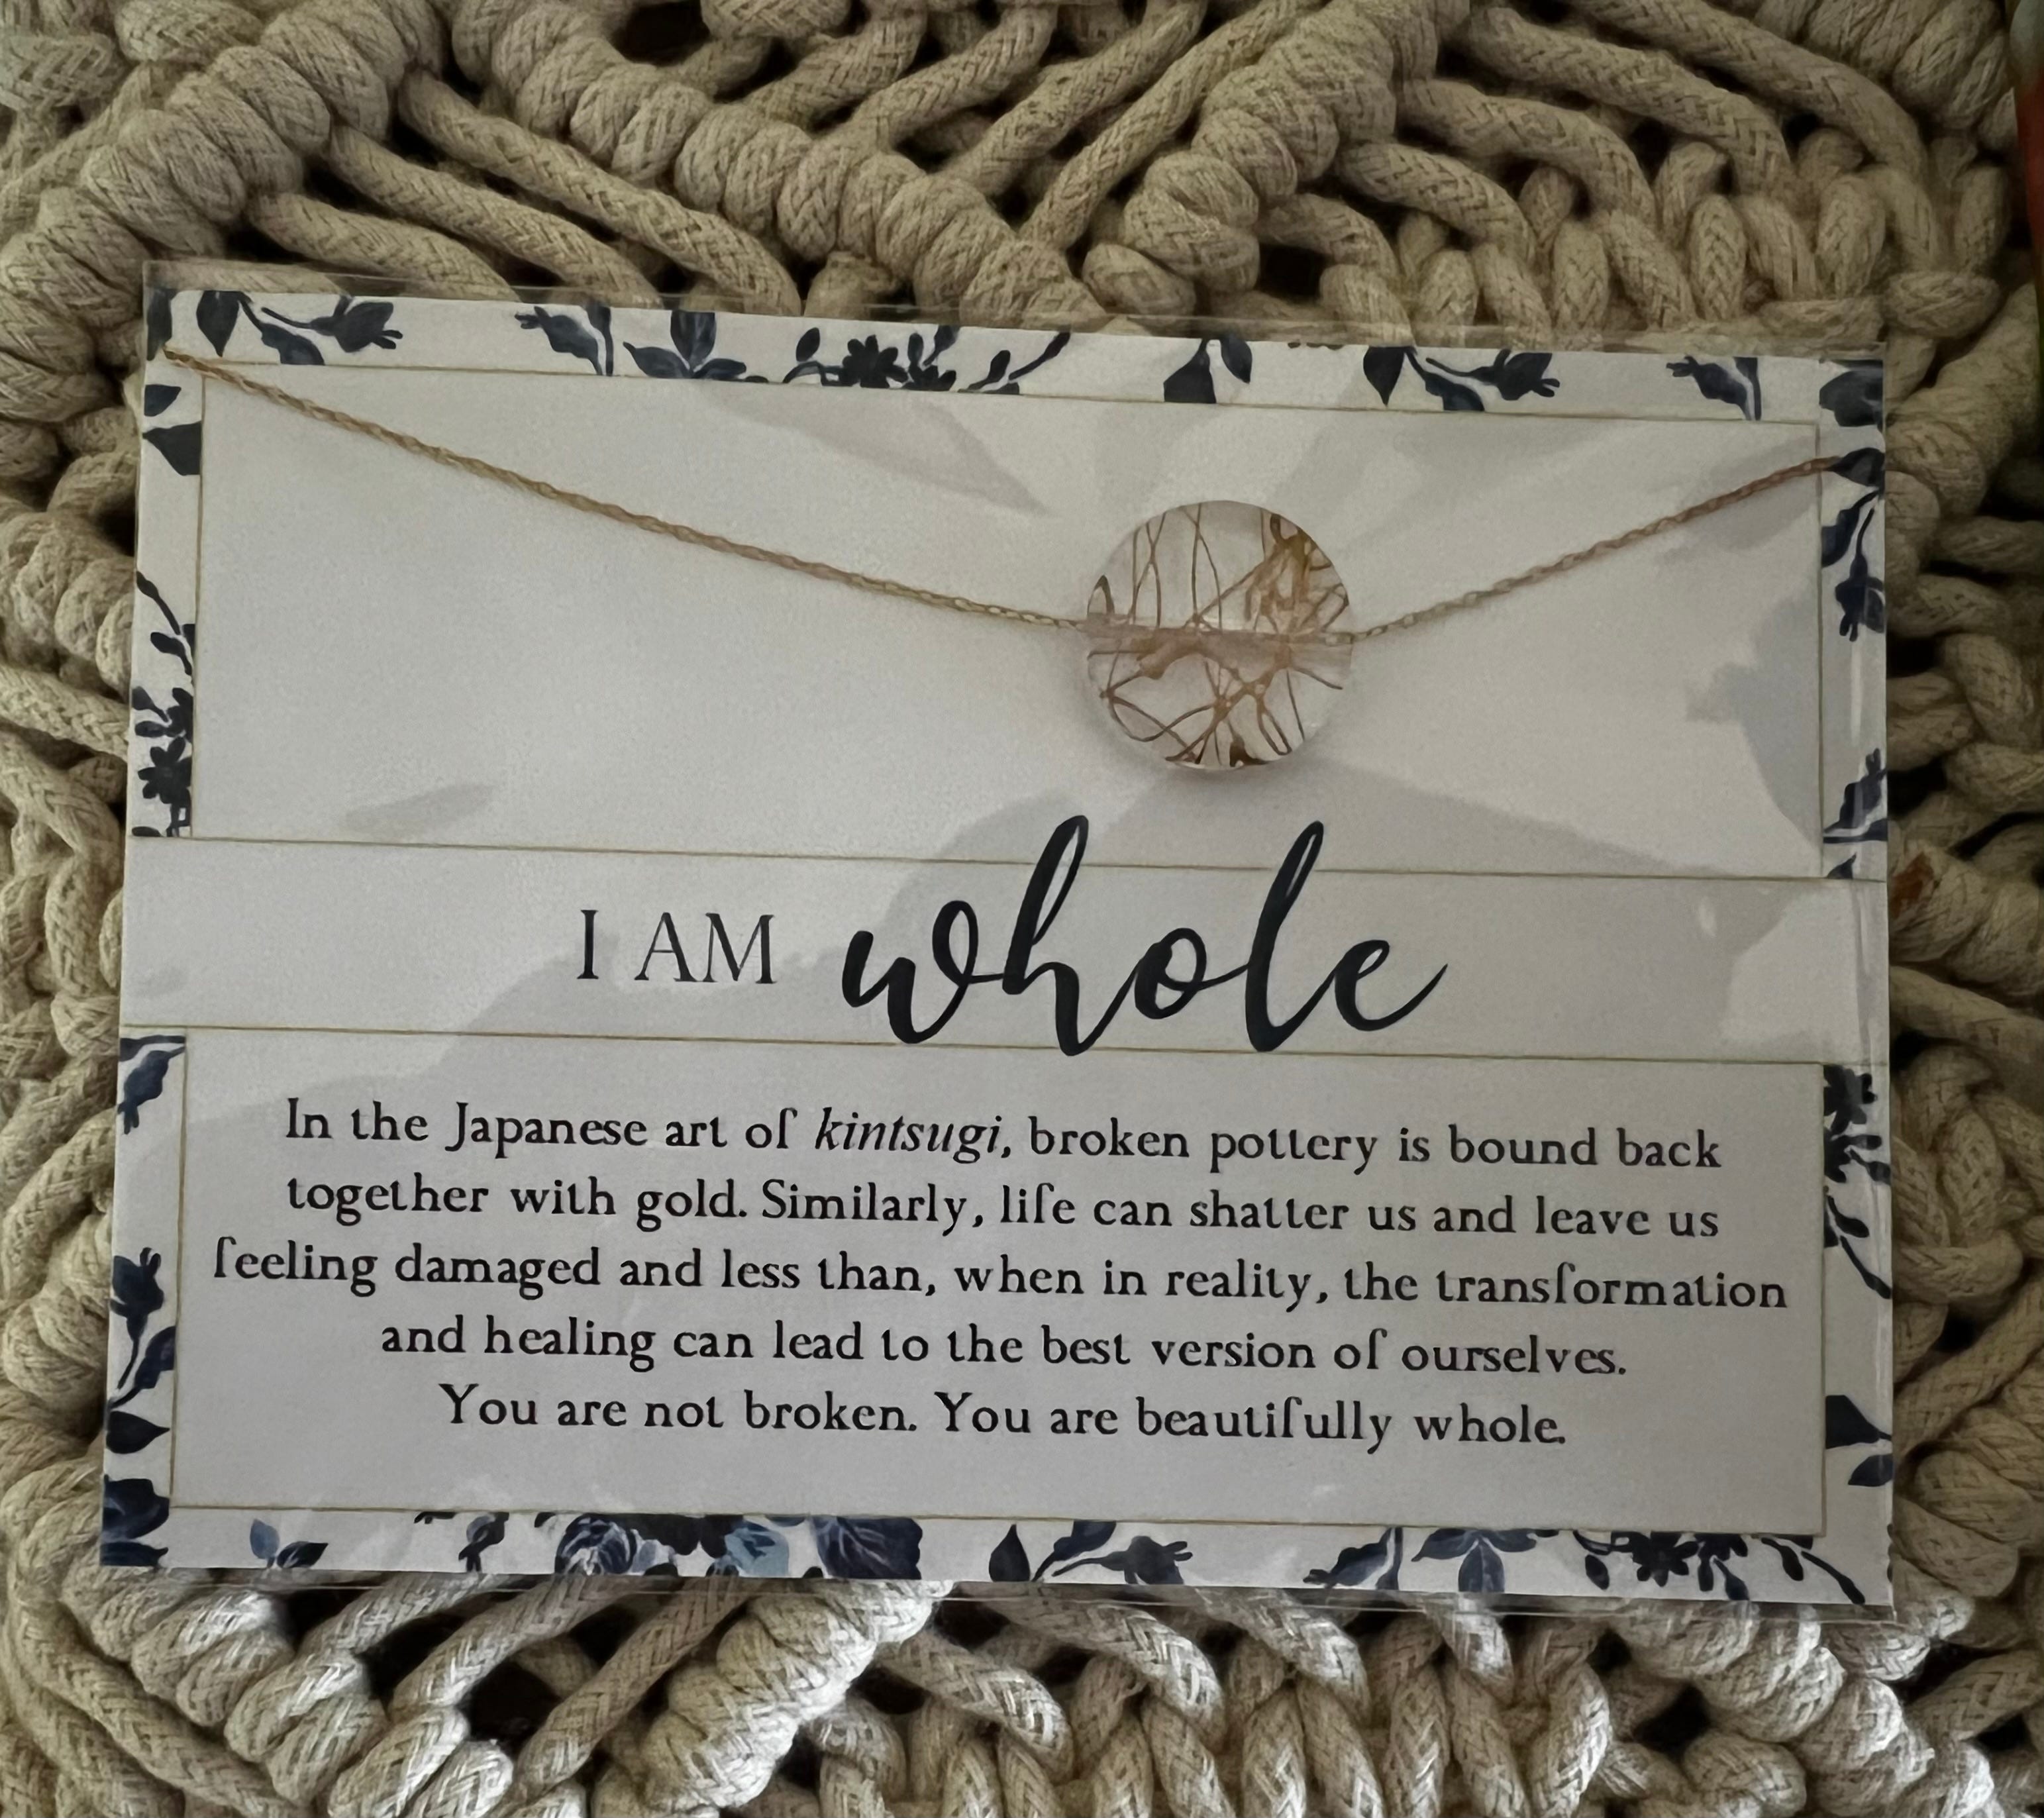 I AM whole
In the Japanese art of kintsugi, broken pottery is bound back
together with gold. Similarly, life can shatter us and leave us
feeling damaged and less than, when in reality, the transformation
and healing can lead to the best version of ourselves.
You are not broken. You are beautifully whole.